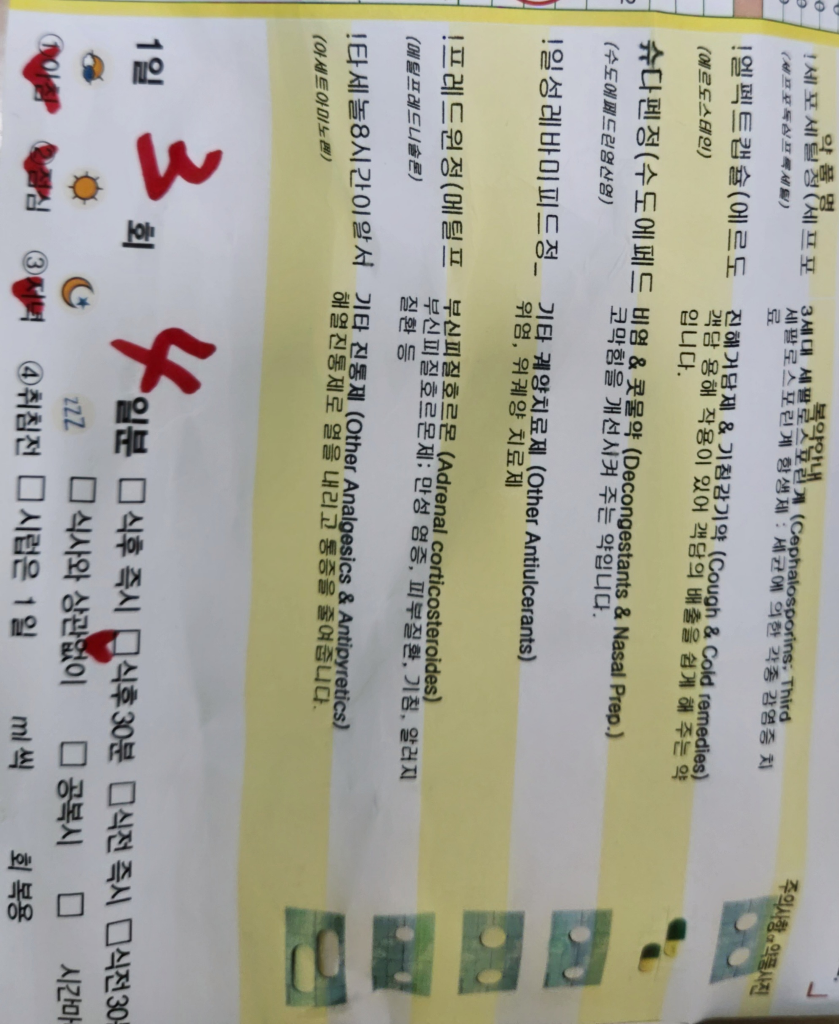 약 품 명
복약안내
주의사항 및 약품사진
!세포세틸정(세프포
(세프포독심프록세틸)
3세대 세팔로스포린계 (Cephalosporins: Third
세팔로스포린계 항생제 : 세균에 의한 각종 감염증 치
료
!엘펙트캡슐(에르도
(에르도스테인)
진해거담제 & 기침감기약 (Cough & Cold remedies)
객담 용해 작용이 있어 객담의 배출을 쉽게 해 주는 약
입니다.
슈다펜정(수도에페드
(수도에페드린염산염)
비염 & 콧물약 (Decongestants & Nasal Prep.)
코막힘을 개선시켜 주는 약입니다.
!일성레바미피드정_
기타 궤양치료제 (Other Antiulcerants)
위염, 위궤양 치료제
!프레드원정(메틸프
(메틸프레드니솔론)
부신피질호르몬 (Adrenal corticosteroides)
부신피질호르몬제; 만성 염증, 피부질환, 기침, 알러지
질환 등
!타세놀8시간이알서
(아세트아미노펜)
기타 진통제 (Other Analgesics & Antipyretics)
해열진통제로 열을 내리고 통증을 줄여줍니다.
1일 3 회 4 일분 □ 식후 즉시 □ 식후 30분 □ 식전 즉시 □ 식전 30
zzZ □ 식사와 상관없이 □ 공복시 □ 시간마
①아침 ②점심 ③저녁 ④취침전 □ 시럽은 1일 ml 씩 회 복용